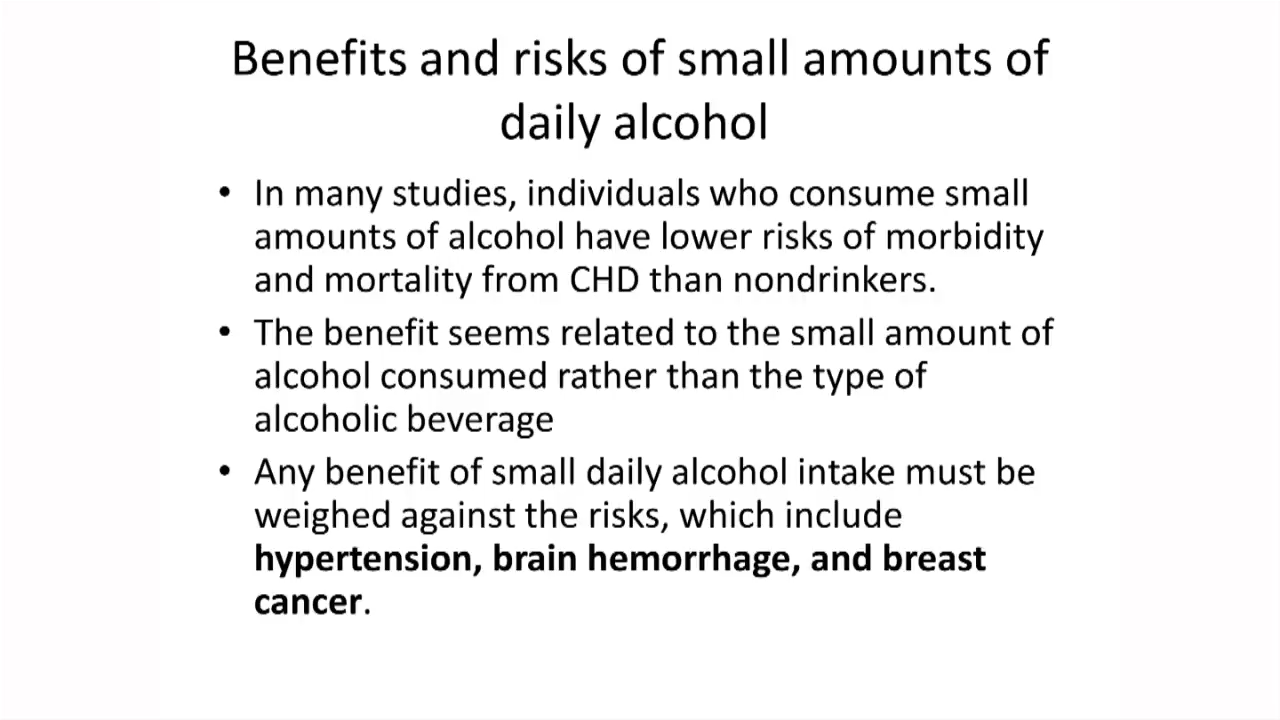 Benefits and risks of small amounts of
daily alcohol
• In many studies, individuals who consume small
amounts of alcohol have lower risks of morbidity
and mortality from CHD than nondrinkers.
• The benefit seems related to the small amount of
alcohol consumed rather than the type of
alcoholic beverage
• Any benefit of small daily alcohol intake must be
weighed against the risks, which include
hypertension, brain hemorrhage, and breast
cancer.